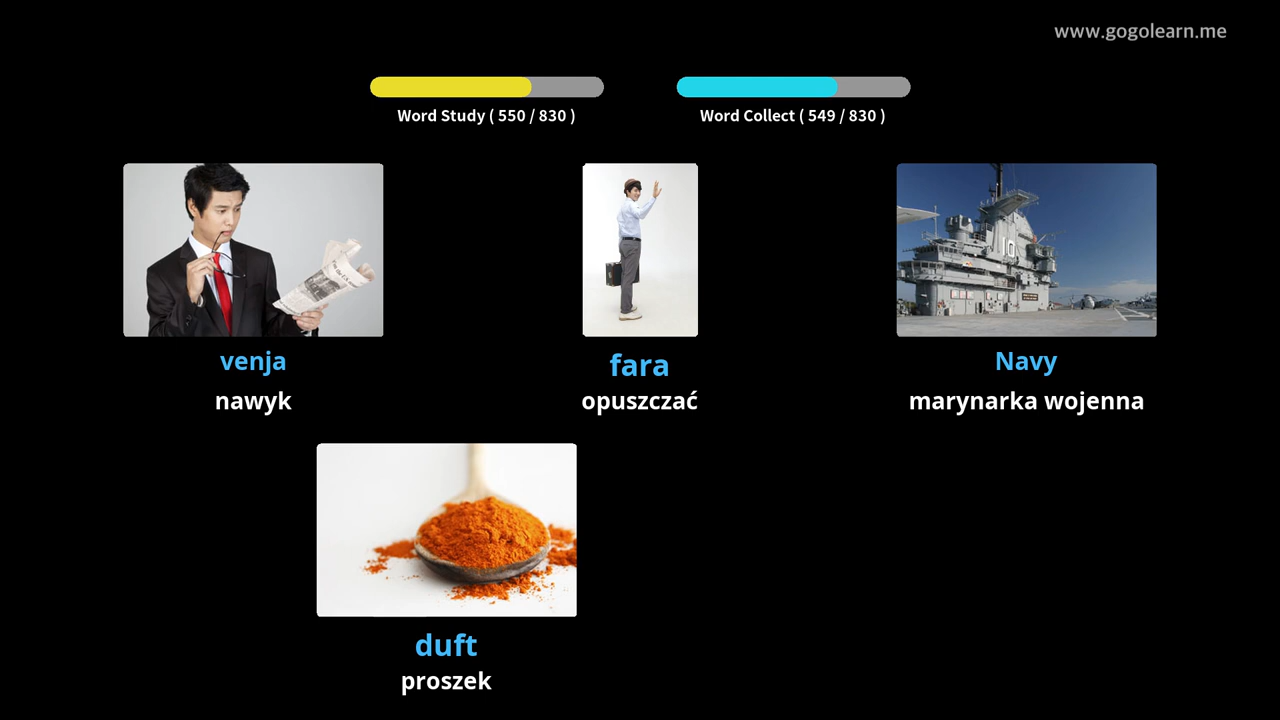 www.gogolearn.me
Word Study ( 550 / 830 )
Word Collect ( 549 / 830 )
venja
nawyk
fara
opuszczać
Navy
marynarka wojenna
duft
proszek